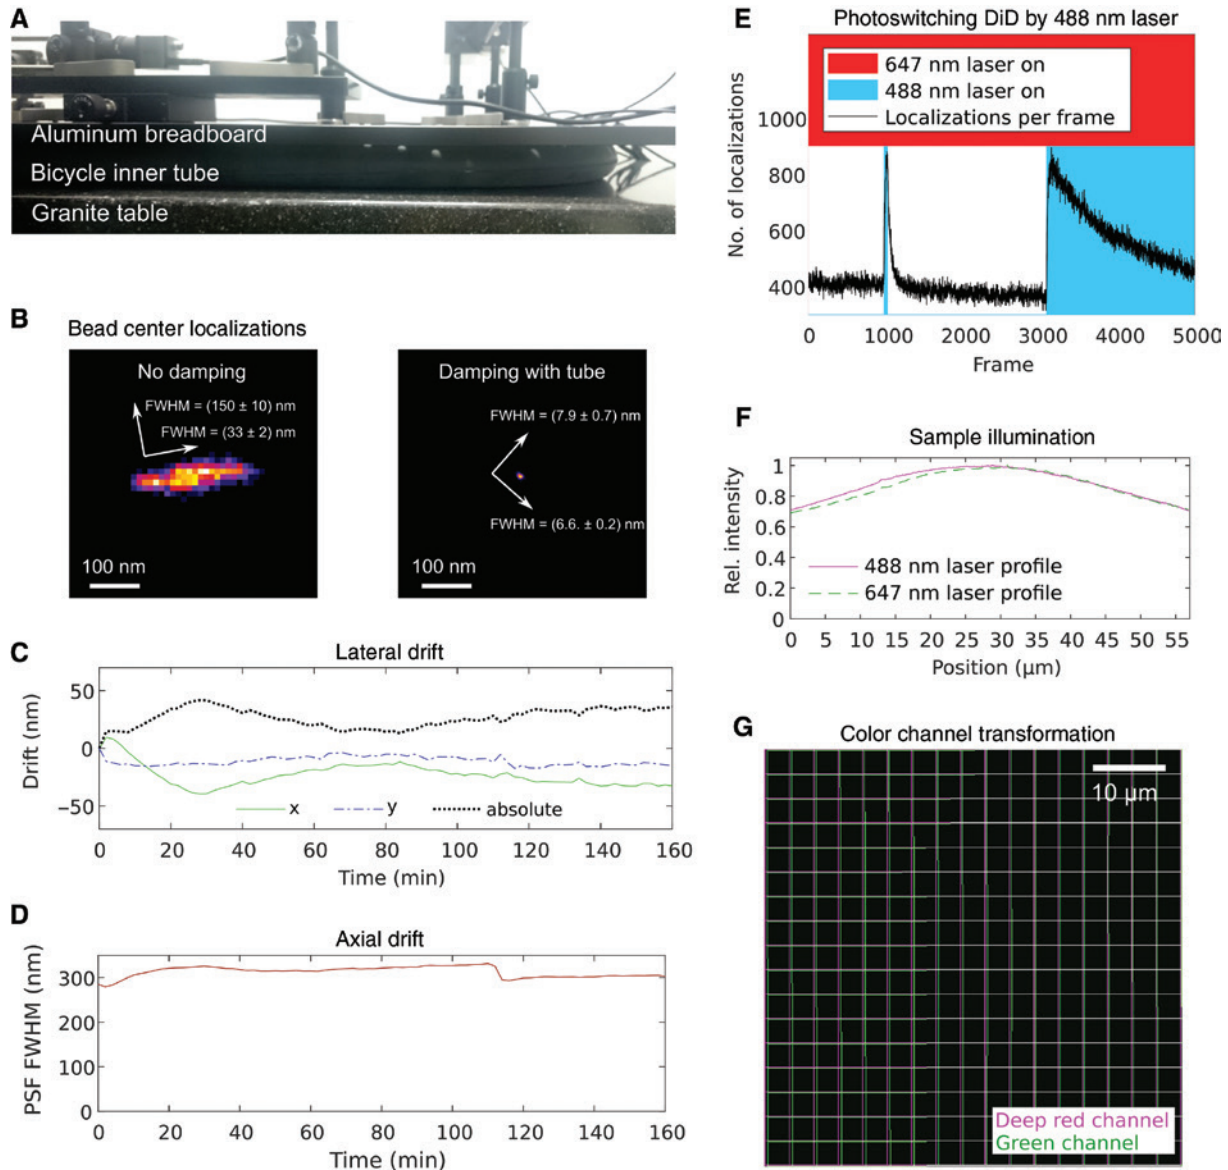 A
Aluminum breadboard
Bicycle inner tube
Granite table
B
Bead center localizations
No damping
FWHM = (150 ± 10) nm
FWHM = (33 ± 2) nm
100 nm
Damping with tube
FWHM = (7.9 ± 0.7) nm
FWHM = (6.6. ± 0.2) nm
100 nm
C
Lateral drift
Drift (nm)
50
0
−50
x
y
absolute
0 20 40 60 80 100 120 140 160
Time (min)
D
Axial drift
PSF FWHM (nm)
300
200
100
0
0 20 40 60 80 100 120 140 160
Time (min)
E
Photoswitching DiD by 488 nm laser
647 nm laser on
488 nm laser on
Localizations per frame
No. of localizations
1000
800
600
400
0 1000 2000 3000 4000 5000
Frame
F
Sample illumination
Rel. intensity
1
0.8
0.6
0.4
0.2
0
488 nm laser profile
647 nm laser profile
0 5 10 15 20 25 30 35 40 45 50 55
Position (µm)
G
Color channel transformation
10 µm
Deep red channel
Green channel